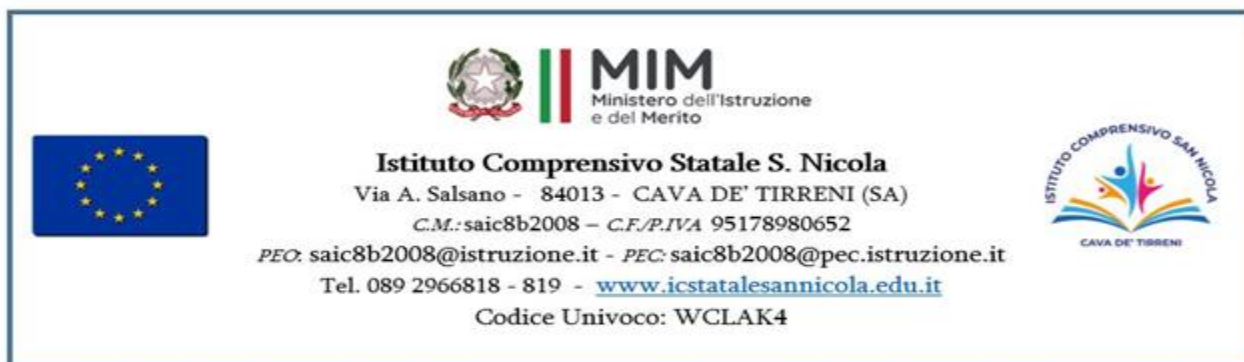 MIM
Ministero dell'Istruzione
e del Merito
Istituto Comprensivo Statale S. Nicola
Via A. Salsano - 84013 - CAVA DE' TIRRENI (SA)
C.M.: saic8b2008 – C.F./P.IVA 95178980652
PEO: saic8b2008@istruzione.it - PEC: saic8b2008@pec.istruzione.it
Tel. 089 2966818 - 819 - www.icstatalesannicola.edu.it
Codice Univoco: WCLAK4
ISTITUTO COMPRENSIVO SAN NICOLA
CAVA DE' TIRRENI